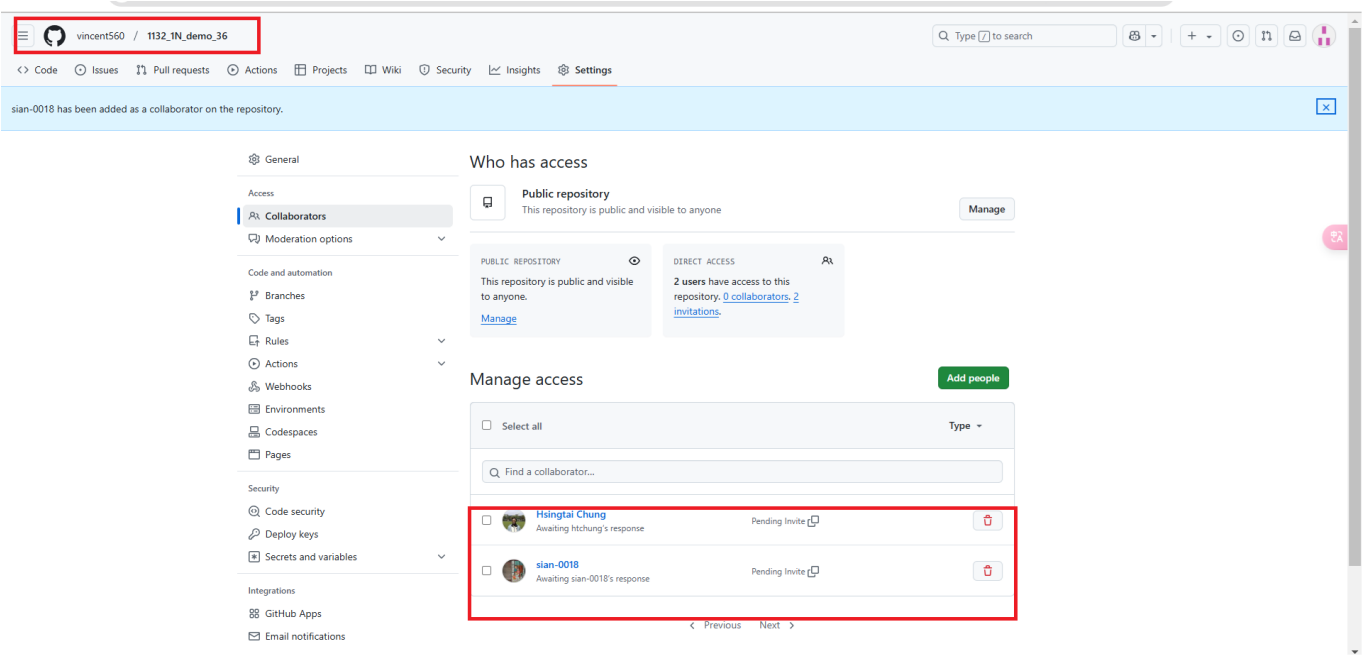 vincent560 / 1132_1N_demo_36
Type / to search
Code Issues Pull requests Actions Projects Wiki Security Insights Settings
sian-0018 has been added as a collaborator on the repository.
General
Access
Collaborators
Moderation options
Code and automation
Branches
Tags
Rules
Actions
Webhooks
Environments
Codespaces
Pages
Security
Code security
Deploy keys
Secrets and variables
Integrations
GitHub Apps
Email notifications
Who has access
Public repository
This repository is public and visible to anyone
Manage
PUBLIC REPOSITORY
This repository is public and visible
to anyone.
Manage
DIRECT ACCESS
2 users have access to this
repository. 0 collaborators. 2
invitations.
Manage access
Add people
Select all
Type
Find a collaborator...
Hsingtai Chung
Awaiting htchung's response
Pending Invite
sian-0018
Awaiting sian-0018's response
Pending Invite
Previous Next